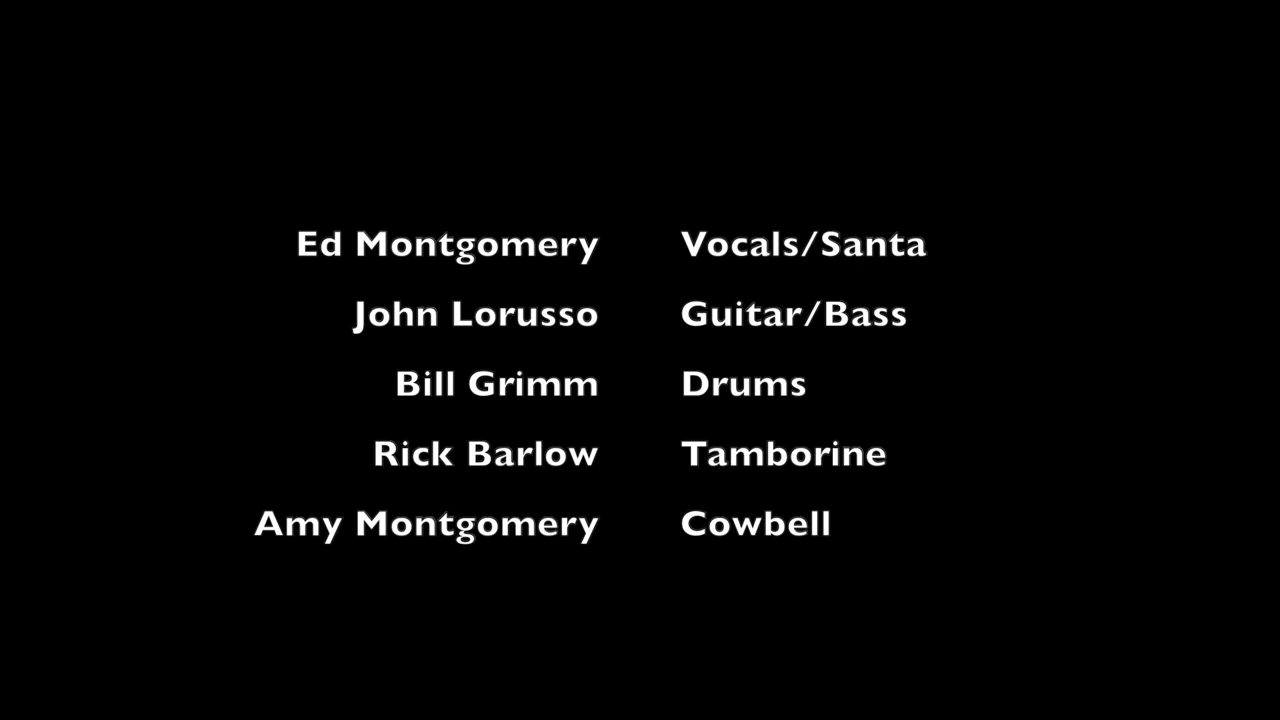 Ed Montgomery Vocals/Santa
John Lorusso Guitar/Bass
Bill Grimm Drums
Rick Barlow Tamborine
Amy Montgomery Cowbell